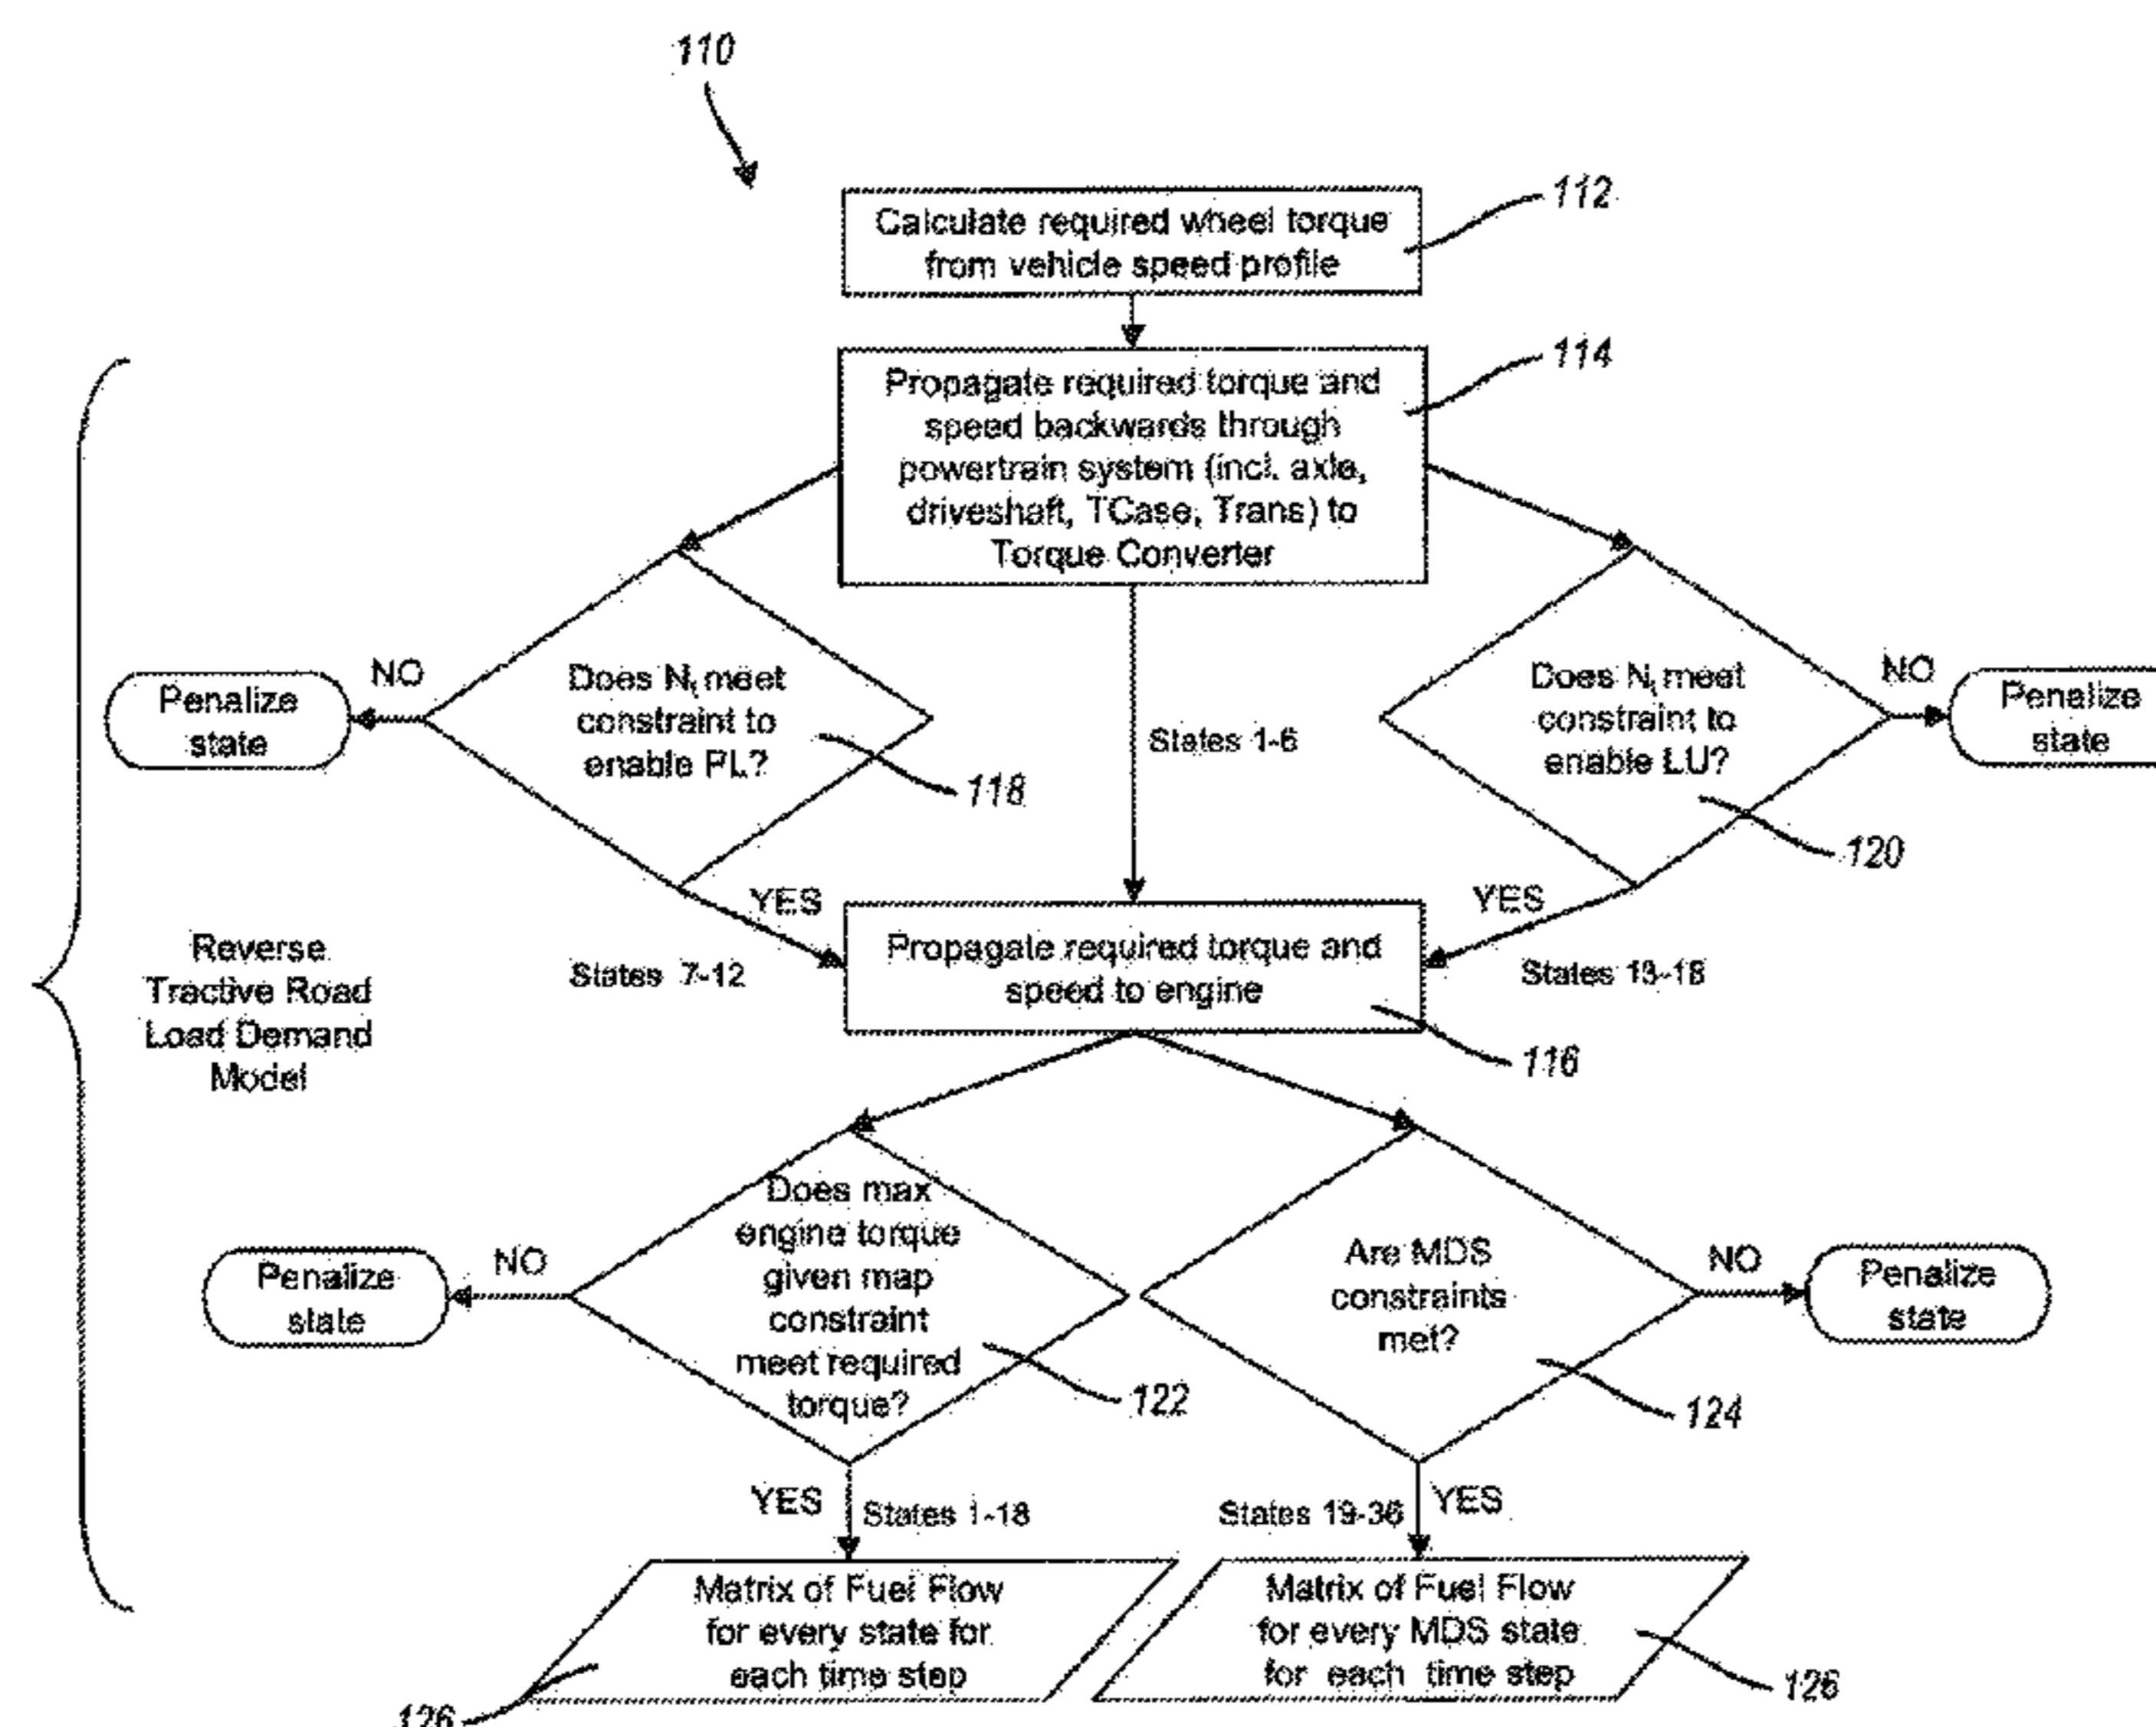 110
Calculate required wheel torque
from vehicle speed profile
112
Propagate required torque and
speed backwards through
powertrain system (incl. axle,
driveshaft, TCase, Trans) to
Torque Converter
114
NO
Penalize
state
Does Nt meet
constraint to
enable PL?
118
States 1-6
Does Nt meet
constraint to
enable LU?
120
NO
Penalize
state
YES
States 7-12
Propagate required torque and
speed to engine
116
YES
States 13-18
Reverse
Tractive Road
Load Demand
Model
NO
Penalize
state
Does max
engine torque
given map
constraint
meet required
torque?
122
Are MDS
constraints
met?
124
NO
Penalize
state
YES
States 1-18
States 19-36
YES
Matrix of Fuel Flow
for every state for
each time step
126
Matrix of Fuel Flow
for every MDS state
for each time step
126